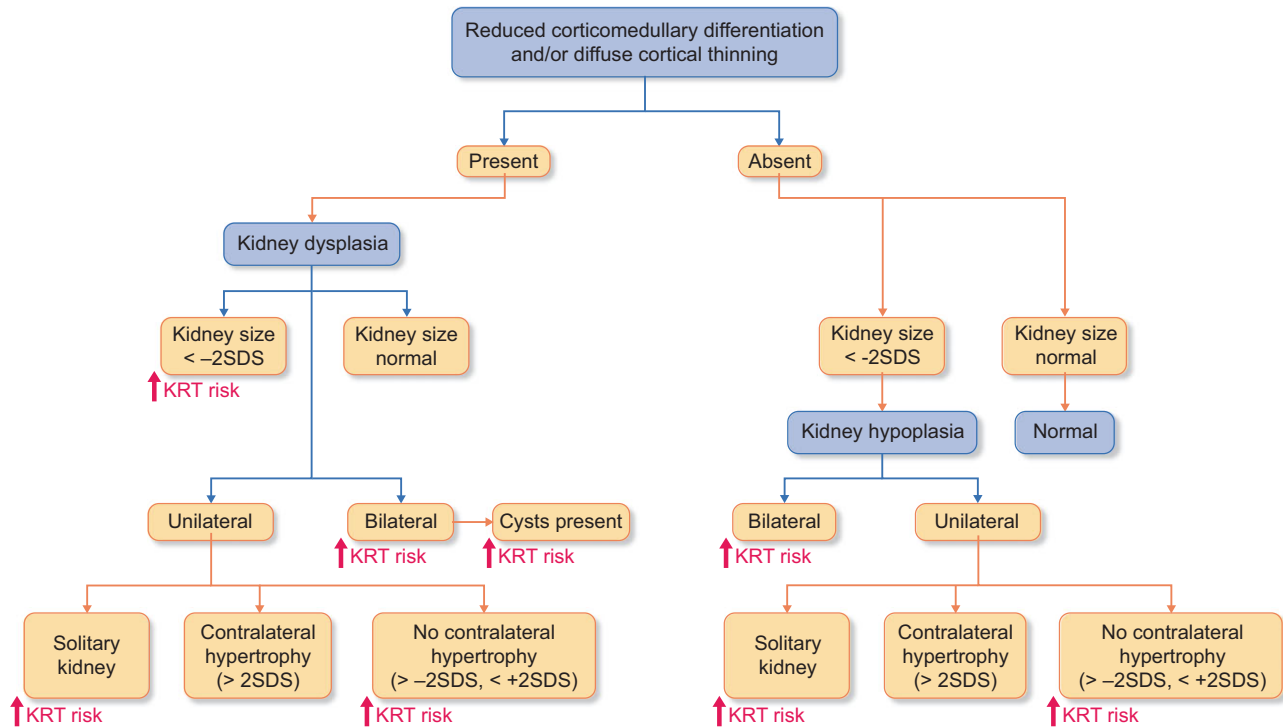 Reduced corticomedullary differentiation
and/or diffuse cortical thinning
Present
Absent
Kidney dysplasia
Kidney size
< –2SDS
KRT risk
Kidney size
normal
Kidney size
< -2SDS
Kidney size
normal
Kidney hypoplasia
Normal
Unilateral
Bilateral
KRT risk
Cysts present
KRT risk
Bilateral
KRT risk
Unilateral
Solitary
kidney
KRT risk
Contralateral
hypertrophy
(> 2SDS)
No contralateral
hypertrophy
(> –2SDS, < +2SDS)
KRT risk
Solitary
kidney
KRT risk
Contralateral
hypertrophy
(> 2SDS)
No contralateral
hypertrophy
(> –2SDS, < +2SDS)
KRT risk